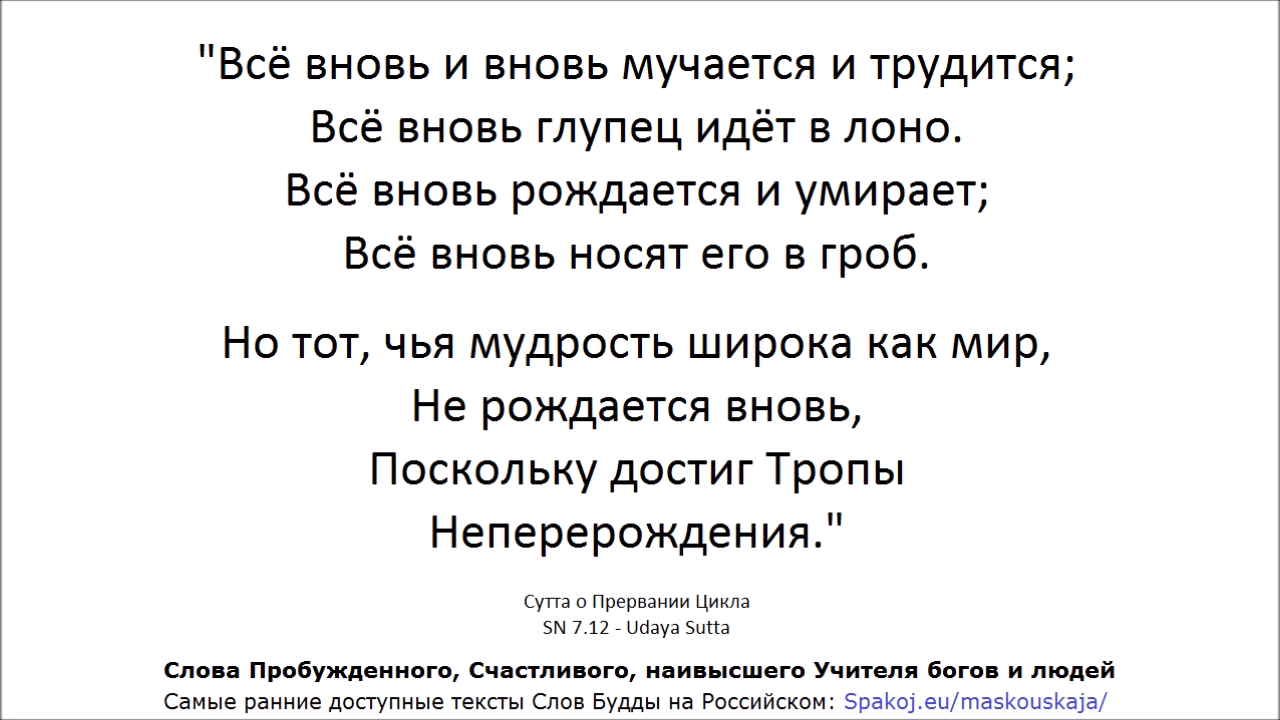 "Всё вновь и вновь мучается и трудится;
Всё вновь глупец идёт в лоно.
Всё вновь рождается и умирает;
Всё вновь носят его в гроб.
Но тот, чья мудрость широка как мир,
Не рождается вновь,
Поскольку достиг Тропы
Неперерождения."
Сутта о Прервании Цикла
SN 7.12 - Udaya Sutta
Слова Пробужденного, Счастливого, наивысшего Учителя богов и людей
Самые ранние доступные тексты Слов Будды на Российском: Spakoj.eu/maskouskaja/